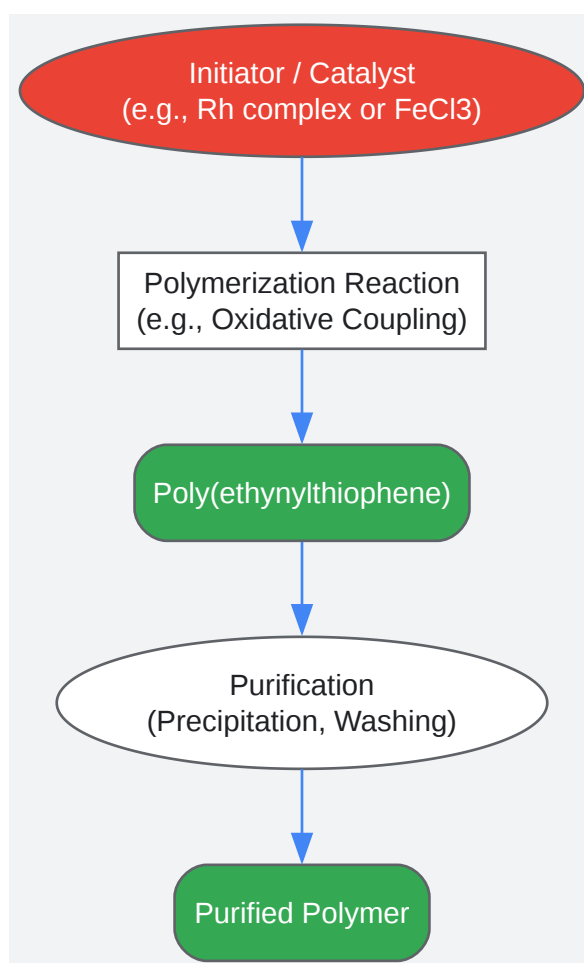 Initiator / Catalyst
(e.g., Rh complex or FeCl3)
Polymerization Reaction
(e.g., Oxidative Coupling)
Poly(ethynylthiophene)
Purification
(Precipitation, Washing)
Purified Polymer